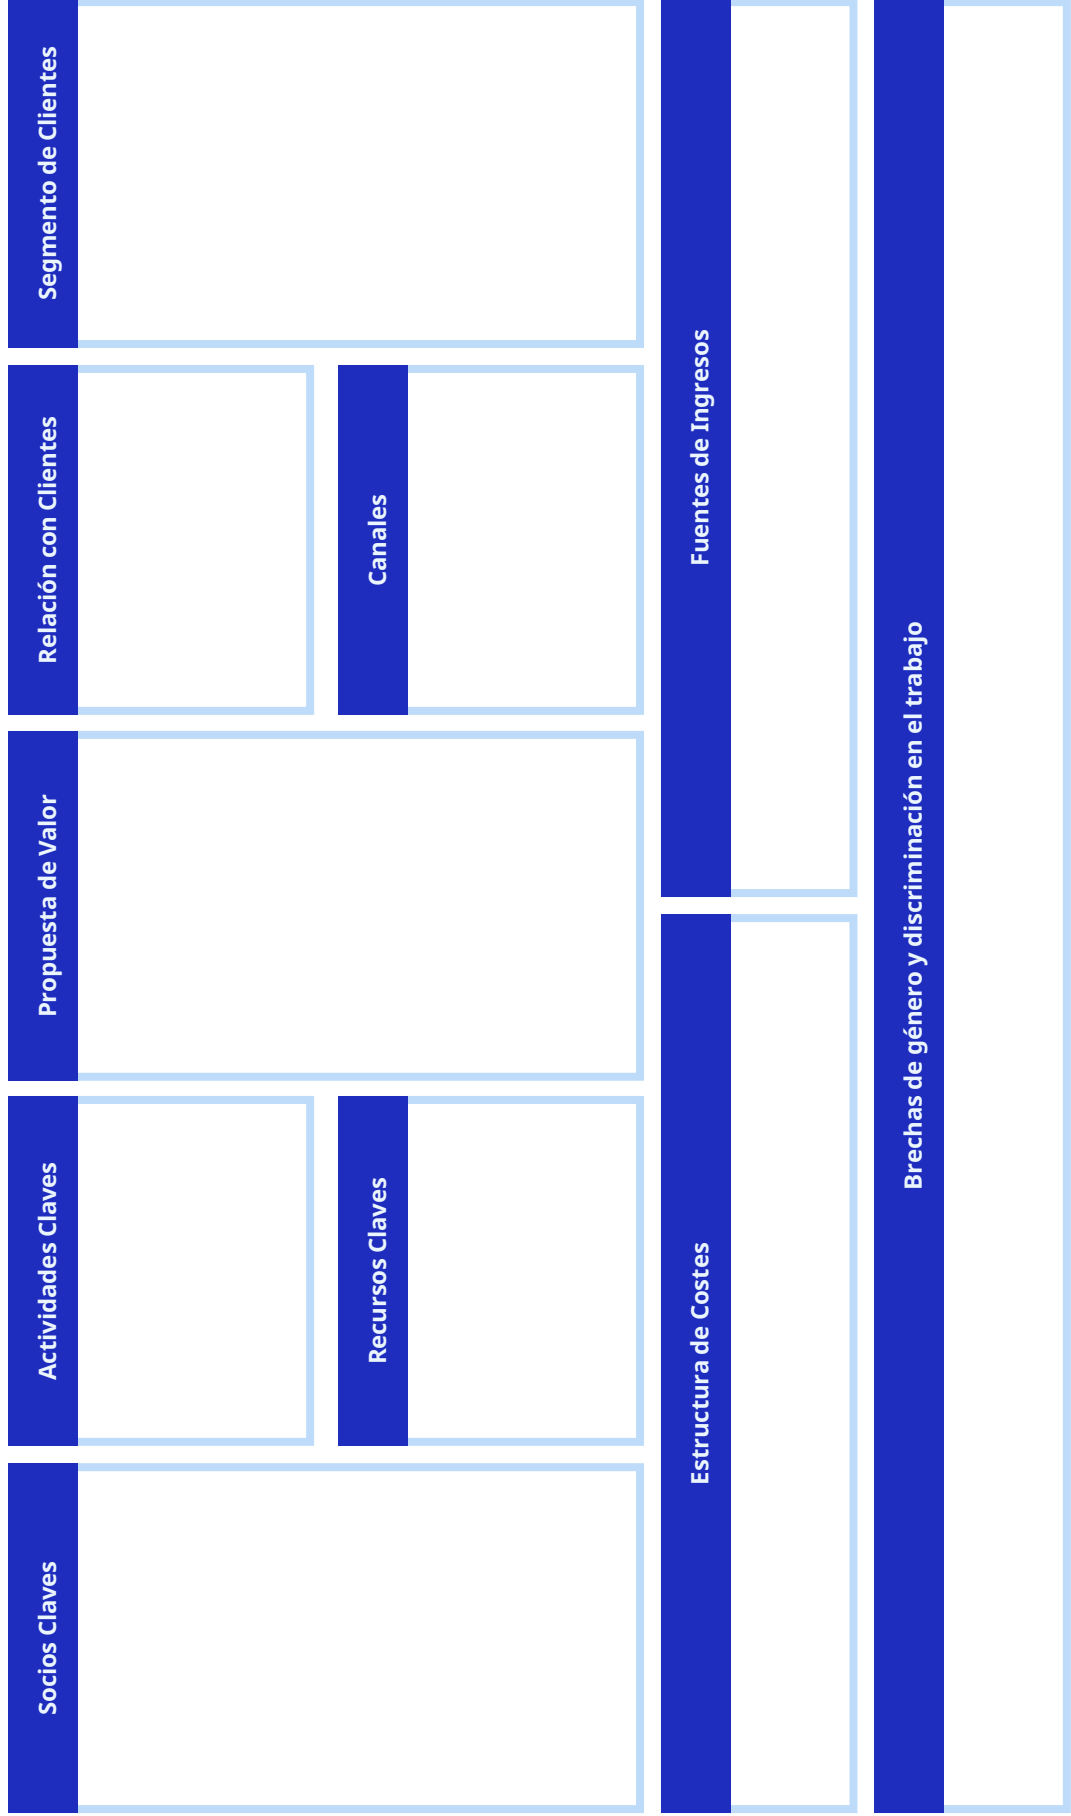 Socios Claves
Actividades Claves
Recursos Claves
Propuesta de Valor
Relación con Clientes
Canales
Segmento de Clientes
Estructura de Costes
Fuentes de Ingresos
Brechas de género y discriminación en el trabajo